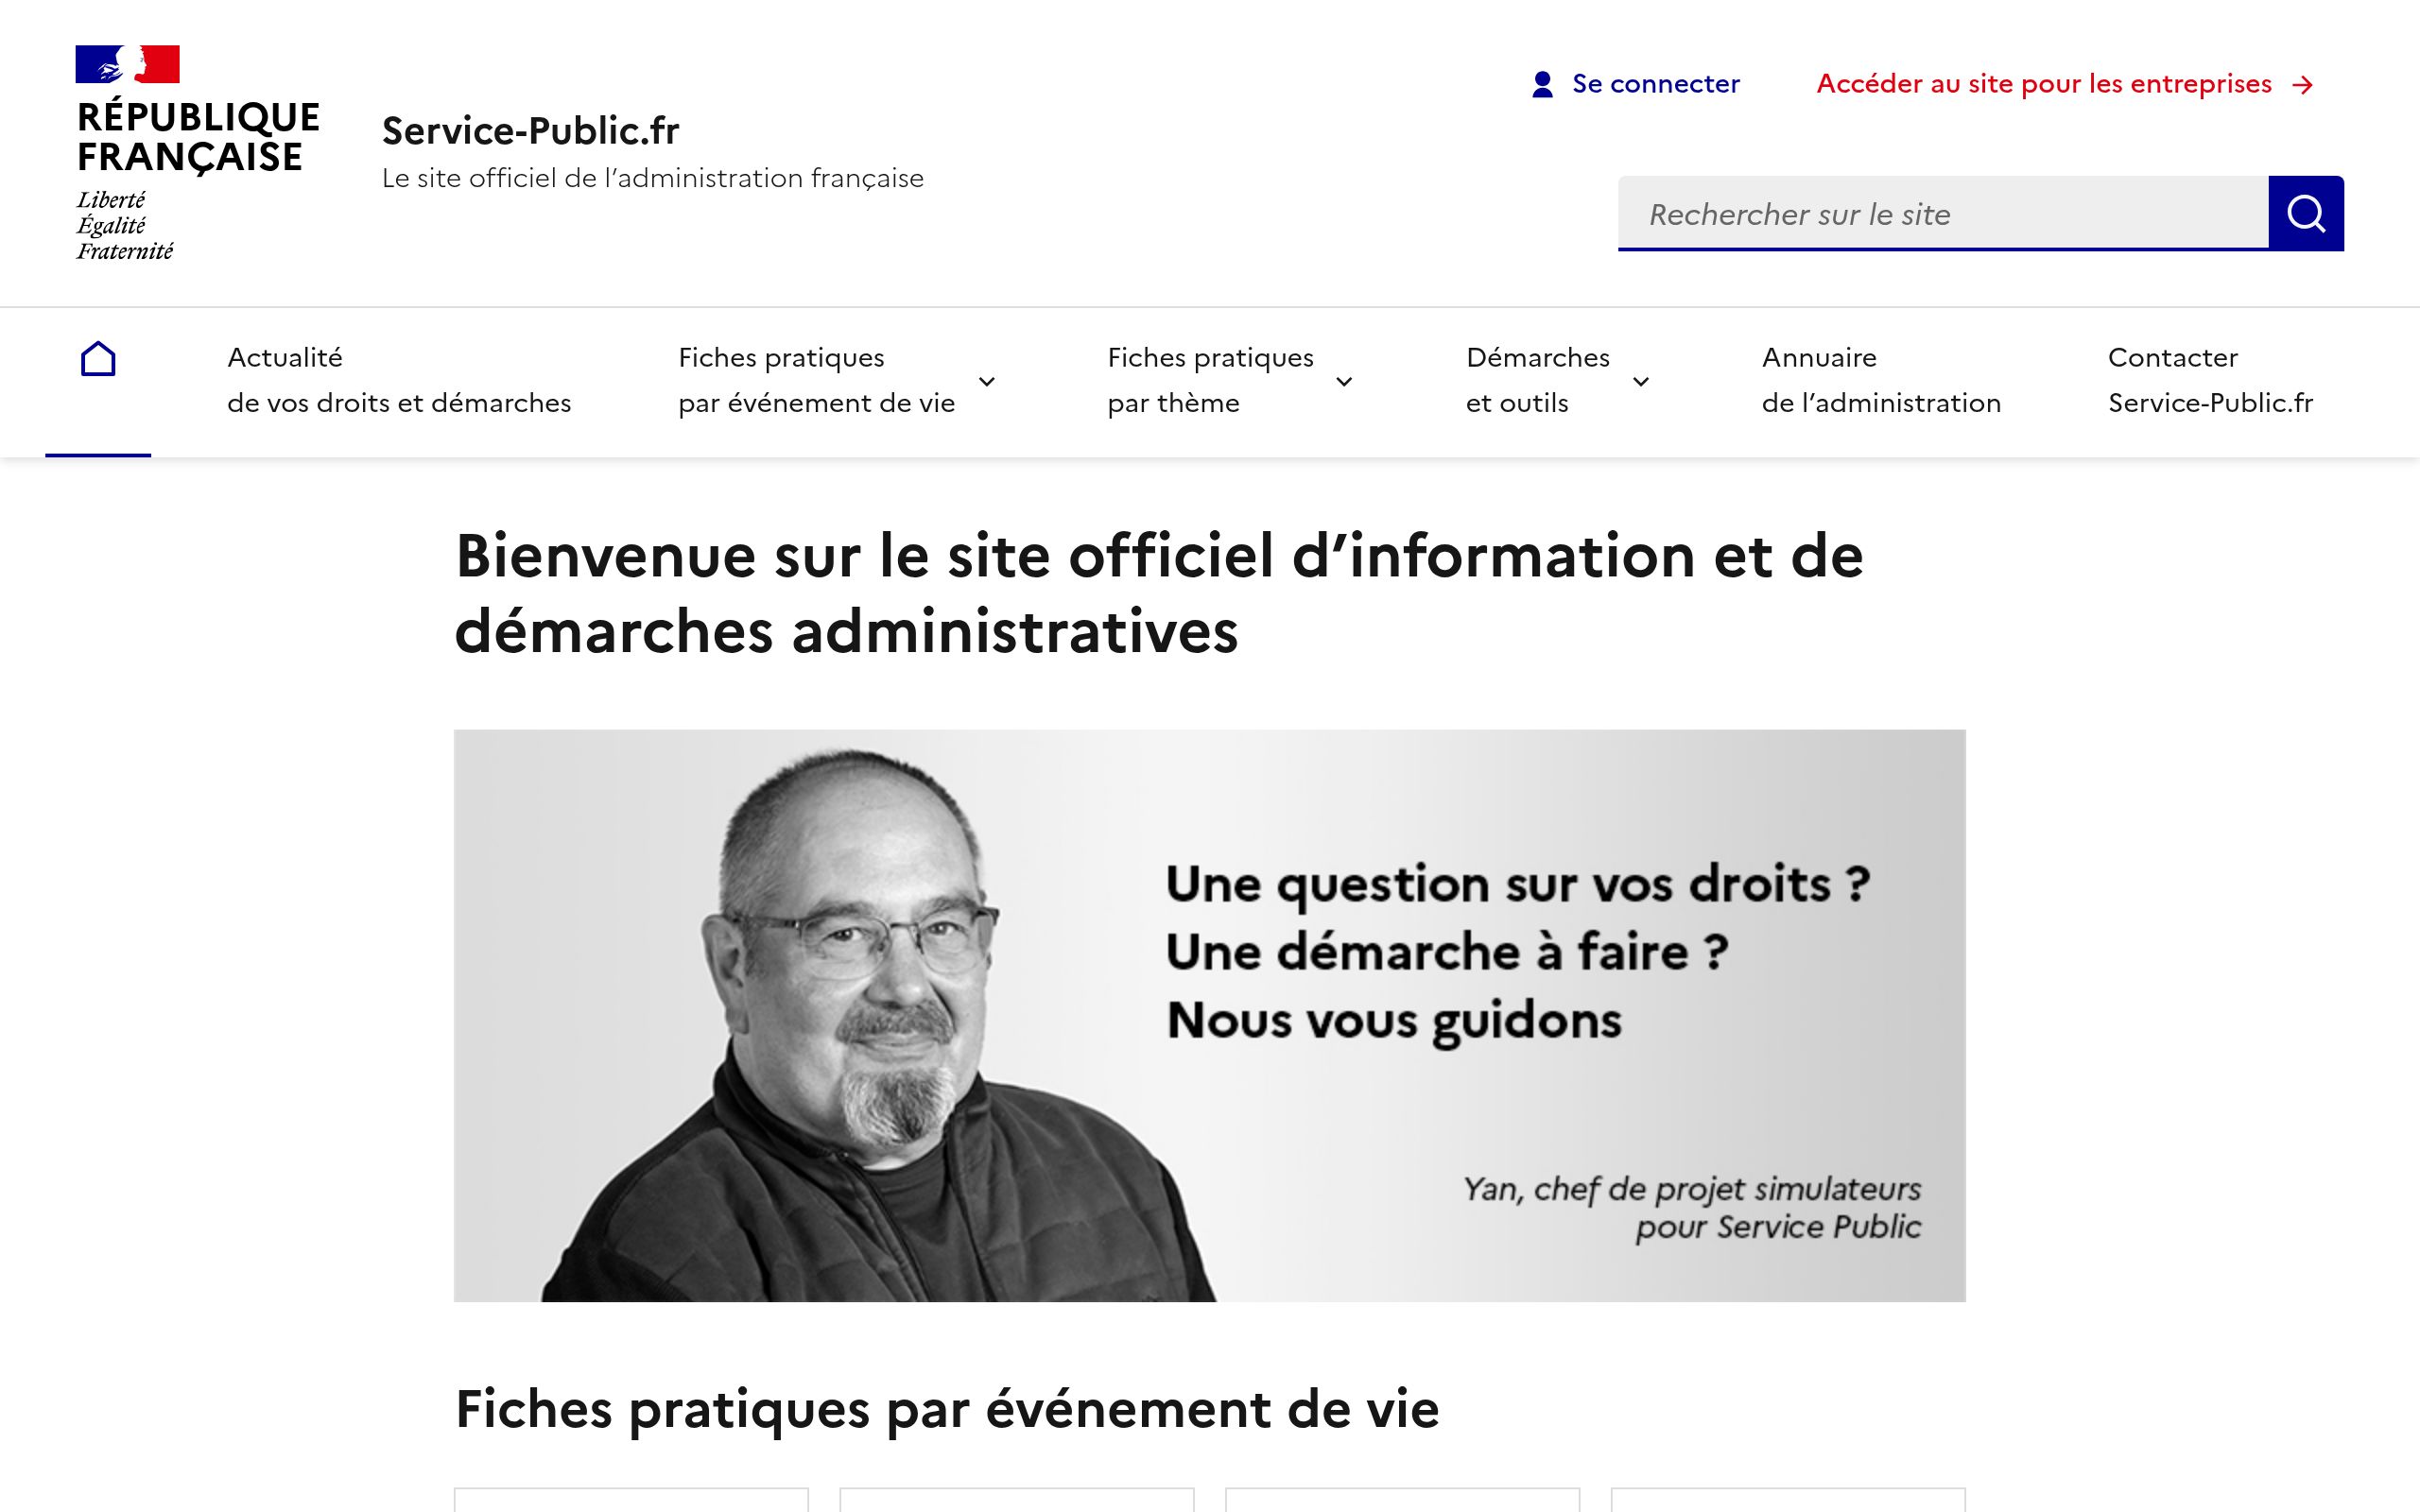 RÉPUBLIQUE
FRANÇAISE
Liberté
Égalité
Fraternité
Service-Public.fr
Le site officiel de l’administration française
Se connecter
Accéder au site pour les entreprises
Rechercher sur le site
Actualité
de vos droits et démarches
Fiches pratiques
par événement de vie
Fiches pratiques
par thème
Démarches
et outils
Annuaire
de l’administration
Contacter
Service-Public.fr
Bienvenue sur le site officiel d’information et de
démarches administratives
Une question sur vos droits ?
Une démarche à faire ?
Nous vous guidons
Yan, chef de projet simulateurs
pour Service Public
Fiches pratiques par événement de vie